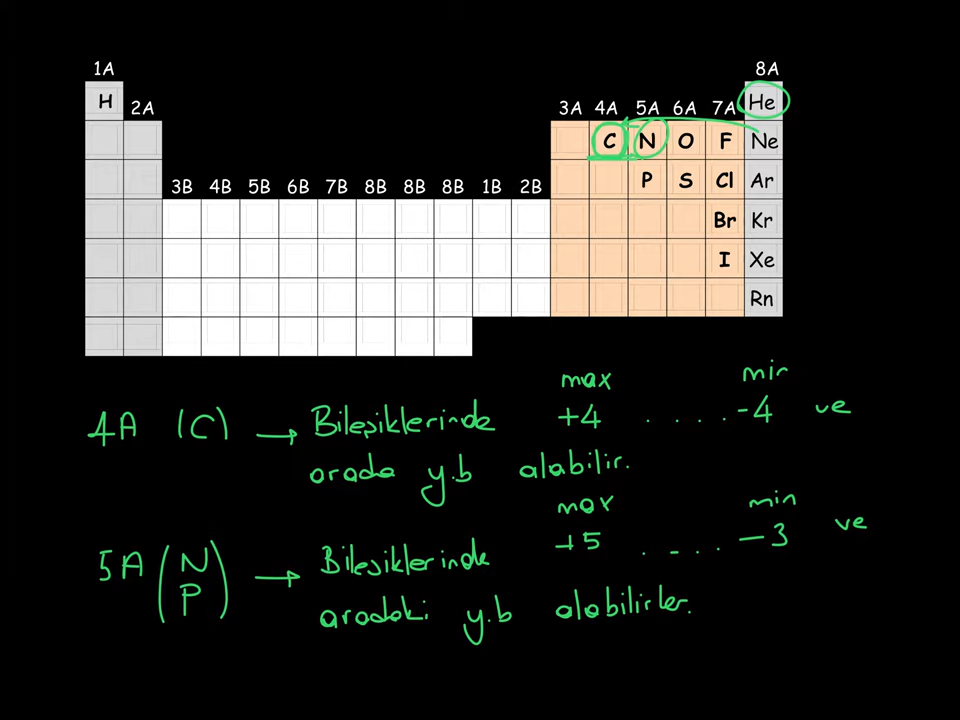 1A 8A
H 2A 3A 4A 5A 6A 7A He
C N O F Ne
3B 4B 5B 6B 7B 8B 8B 8B 1B 2B P S Cl Ar
Br Kr
I Xe
Rn
max min
4A (C) → Bileşiklerinde +4 . . . . -4 ve
arada y.b alabilir.
max min
5A (N P) → Bileşiklerinde +5 . - . . -3 ve
aradaki y.b alabilirler.